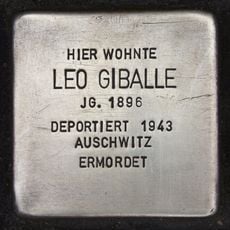 HIER WOHNTE
LEO GIBALLE
JG. 1896
DEPORTIERT 1943
AUSCHWITZ
ERMORDET